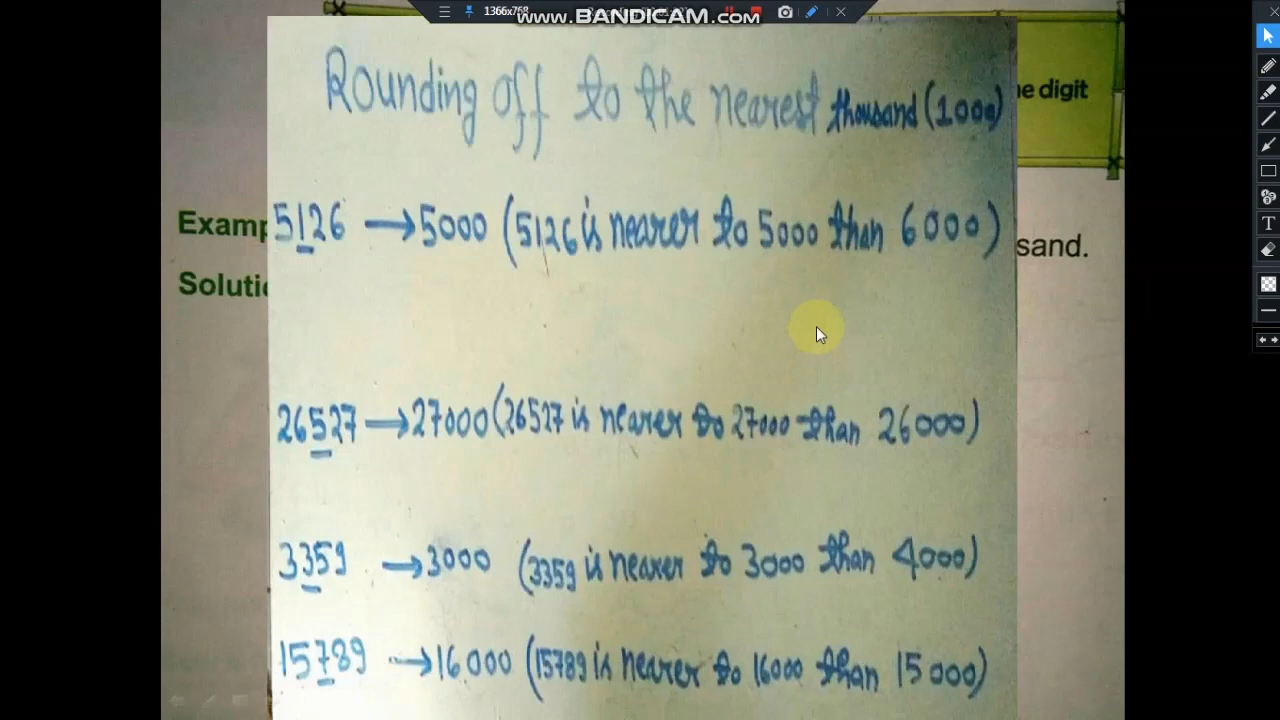 1366x768
www.BANDICAM.com
Rounding off to the nearest thousand (1000)
e digit
Examp
5126 → 5000 (5126 is nearer to 5000 than 6000)
sand.
Solutio
26527 → 27000 (26527 is nearer to 27000 than 26000)
3359 → 3000 (3359 is nearer to 3000 than 4000)
15789 → 16000 (15789 is nearer to 16000 than 15000)